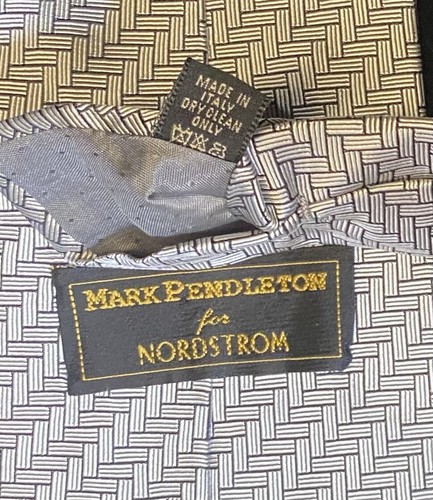 MADE IN
ITALY
DRY CLEAN
ONLY
MARK PENDLETON
for
NORDSTROM